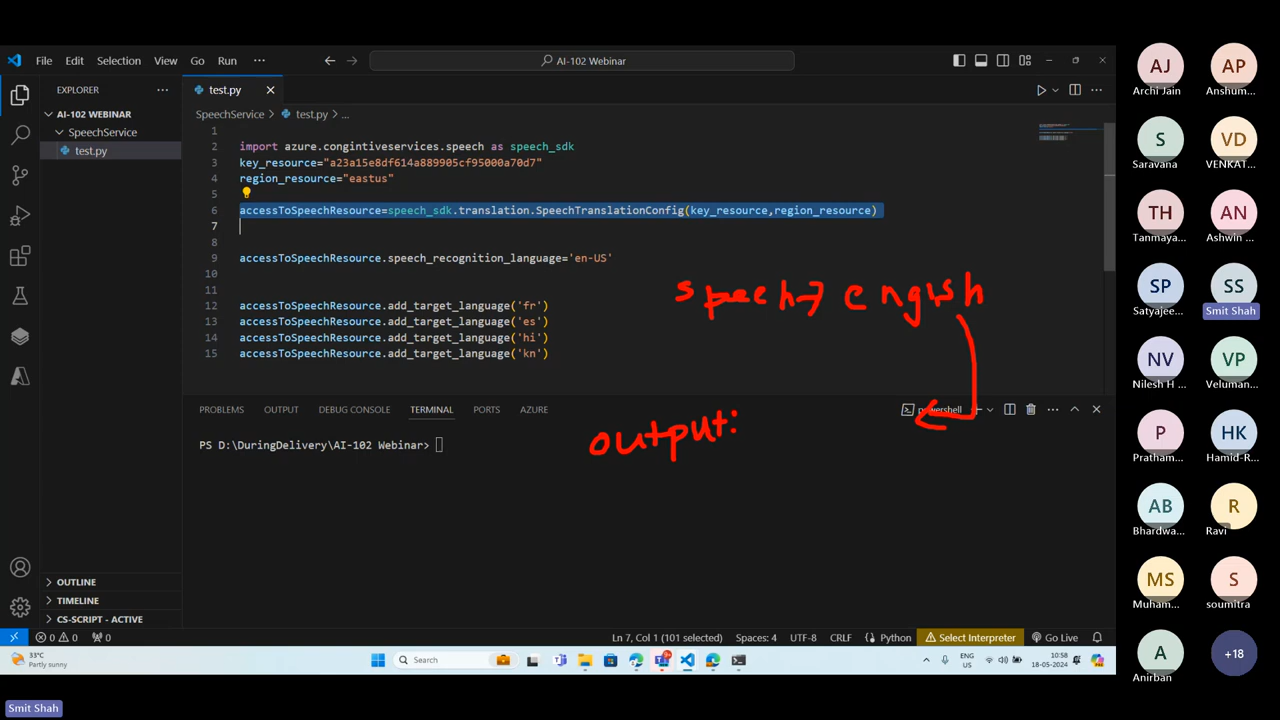 File Edit Selection View Go Run ··· AI-102 Webinar
EXPLORER ···
AI-102 WEBINAR
SpeechService
test.py
test.py
SpeechService > test.py > ...
1
2 import azure.congiitiveservices.speech as speech_sdk
3 key_resource="a23a15e8df614a889905cf95000a70d7"
4 region_resource="eastus"
5
6 accessToSpeechResource=speech_sdk.translation.SpeechTranslationConfig(key_resource,region_resource)
7
8
9 accessToSpeechResource.speech_recognition_language='en-US'
10
11
12 accessToSpeechResource.add_target_language('fr')
13 accessToSpeechResource.add_target_language('es')
14 accessToSpeechResource.add_target_language('hi')
15 accessToSpeechResource.add_target_language('kn')
speech → engish
output:
PROBLEMS OUTPUT DEBUG CONSOLE TERMINAL PORTS AZURE powershell
PS D:\DuringDelivery\AI-102 Webinar>
OUTLINE
TIMELINE
CS-SCRIPT - ACTIVE
0 0 0 Ln 7, Col 1 (101 selected) Spaces: 4 UTF-8 CRLF Python Select Interpreter Go Live
33°C
Partly sunny
Search
ENG
US
10:58
18-05-2024
Smit Shah
AJ AP
Archi Jain Anshum...
S VD
Saravana VENKAT...
TH AN
Tanmaya... Ashwin ...
SP SS
Satyajee... Smit Shah
NV VP
Nilesh H ... Veluman...
P HK
Pratham... Hamid-R...
AB R
Bhardwa... Ravi
MS S
Muham... soumitra
A +18
Anirban